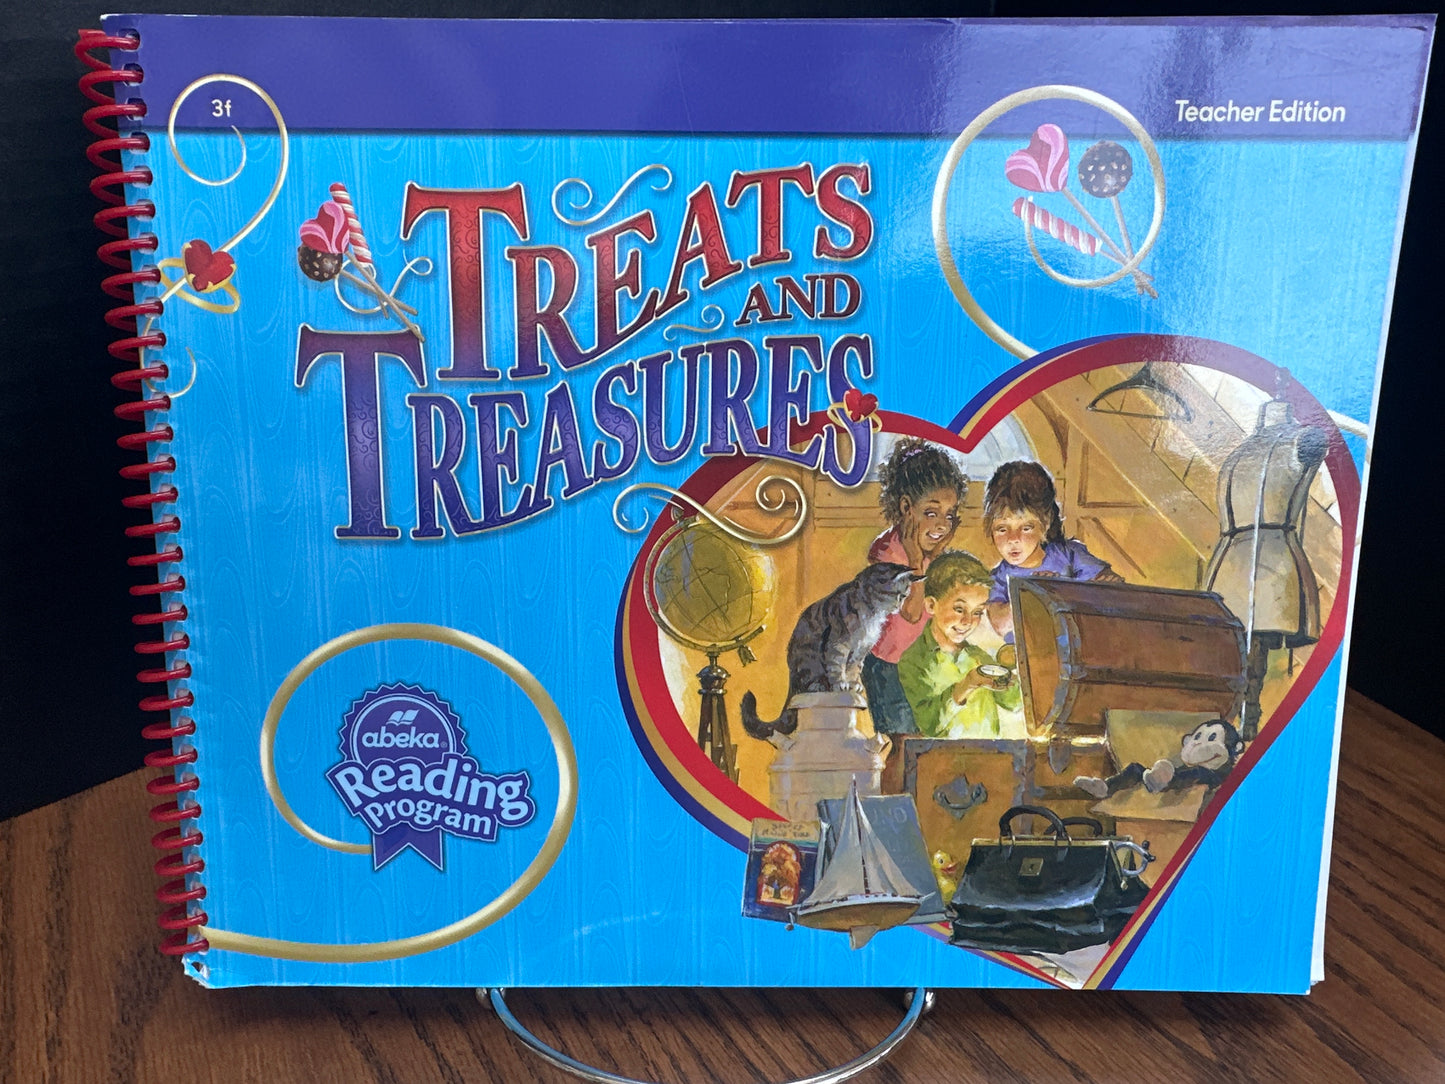 3f
Teacher Edition
TREATS
AND
TREASURES
abeka
Reading
Program